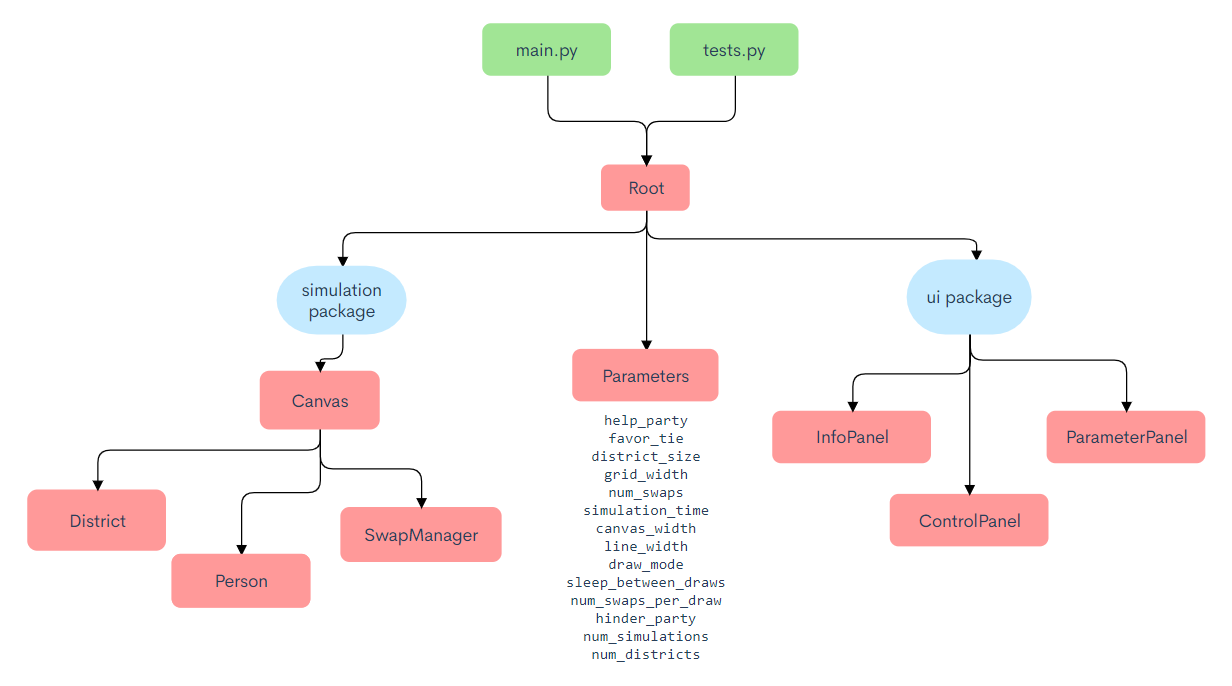 main.py
tests.py
Root
simulation
package
ui package
Parameters
Canvas
help_party
favor_tie
district_size
grid_width
num_swaps
simulation_time
canvas_width
line_width
draw_mode
sleep_between_draws
num_swaps_per_draw
hinder_party
num_simulations
num_districts
InfoPanel
ParameterPanel
ControlPanel
District
SwapManager
Person